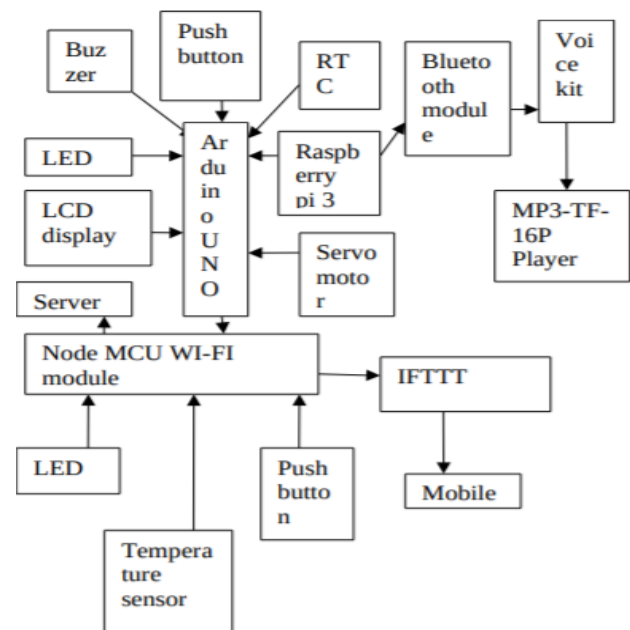 Push
button
Buz
zer
RT
C
Blueto
oth
modul
e
Voi
ce
kit
LED
Ar
du
in
o
U
N
O
Raspb
erry
pi 3
LCD
display
MP3-TF-
16P
Player
Servo
moto
r
Server
Node MCU WI-FI
module
IFTTT
LED
Push
butto
n
Mobile
Tempera
ture
sensor